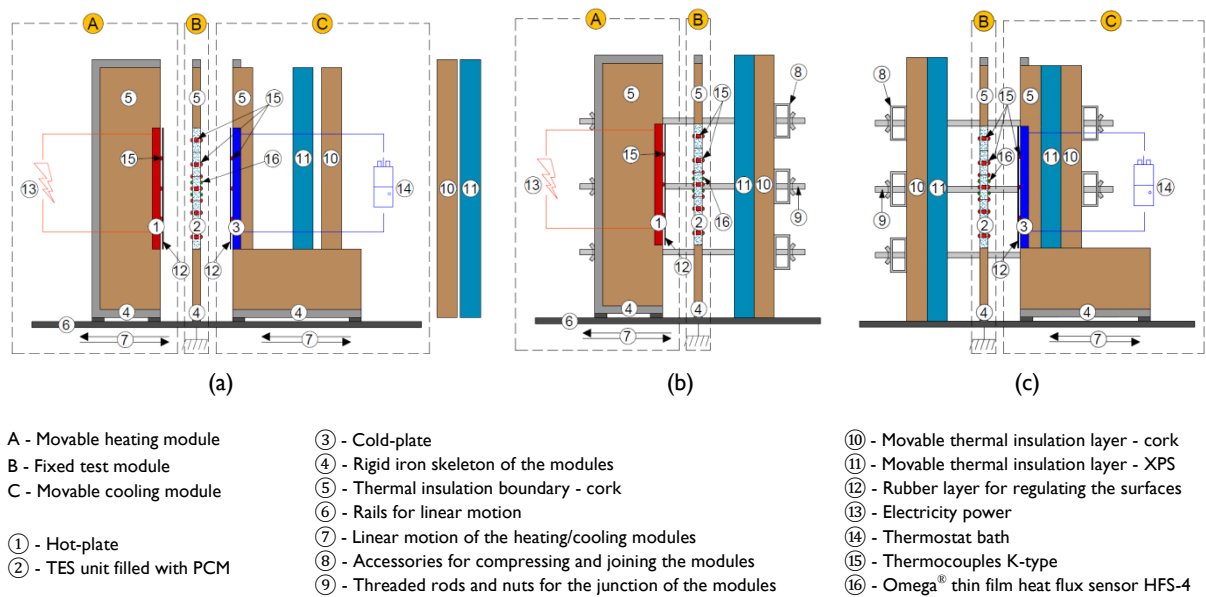 A B C
5 5 5 15
15 16 11 10
13 14
1 2 3
12 12
4 4 4
6 7 7
10 11
(a)
A B
8
5 5 15
15 16 11 10
13 9
1 2
12
4 4
6 7
(b)
B C
8
15
5 5
16 11 10
10 11 14
9
2 3
12
4 4
7
(c)
A - Movable heating module
B - Fixed test module
C - Movable cooling module
① - Hot-plate
② - TES unit filled with PCM
③ - Cold-plate
④ - Rigid iron skeleton of the modules
⑤ - Thermal insulation boundary - cork
⑥ - Rails for linear motion
⑦ - Linear motion of the heating/cooling modules
⑧ - Accessories for compressing and joining the modules
⑨ - Threaded rods and nuts for the junction of the modules
⑩ - Movable thermal insulation layer - cork
⑪ - Movable thermal insulation layer - XPS
⑫ - Rubber layer for regulating the surfaces
⑬ - Electricity power
⑭ - Thermostat bath
⑮ - Thermocouples K-type
⑯ - Omega® thin film heat flux sensor HFS-4